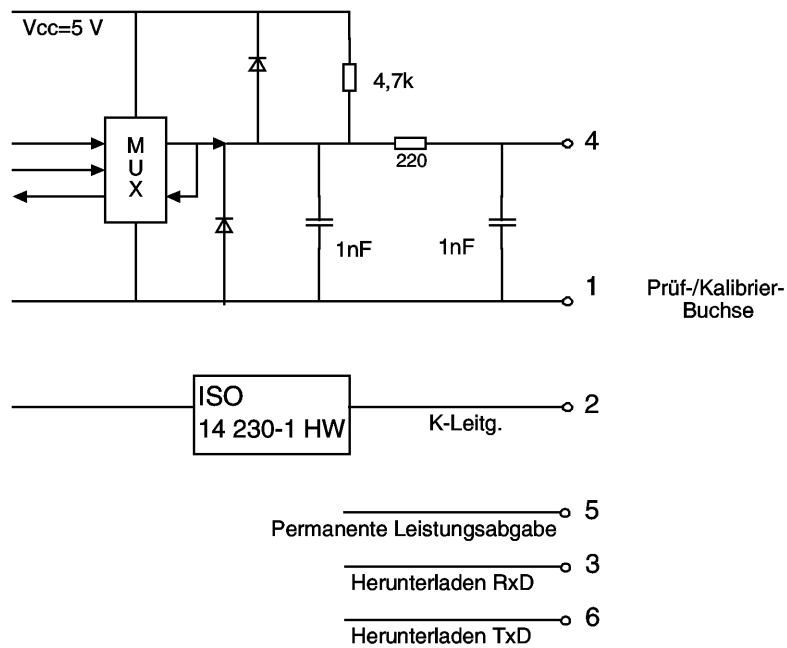 Vcc=5 V
4,7k
M
U
X
4
220
1nF
1nF
1
Prüf-/Kalibrier-
Buchse
ISO
14 230-1 HW
2
K-Leitg.
5
Permanente Leistungsabgabe
3
Herunterladen RxD
6
Herunterladen TxD